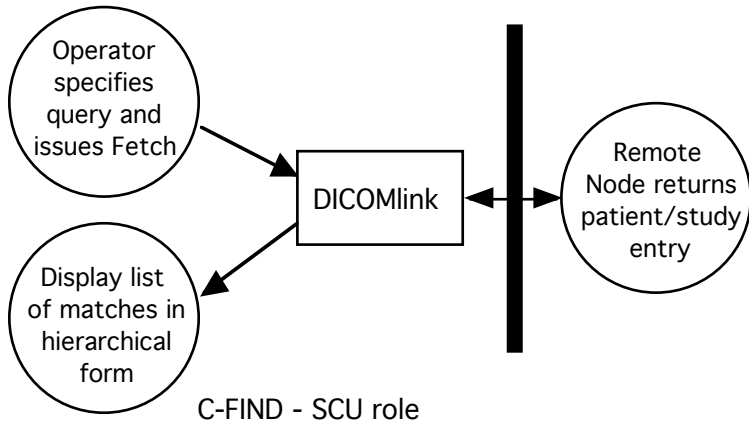 Operator
specifies
query and
issues Fetch
DICOMlink
Remote
Node returns
patient/study
entry
Display list
of matches in
hierarchical
form
C-FIND - SCU role